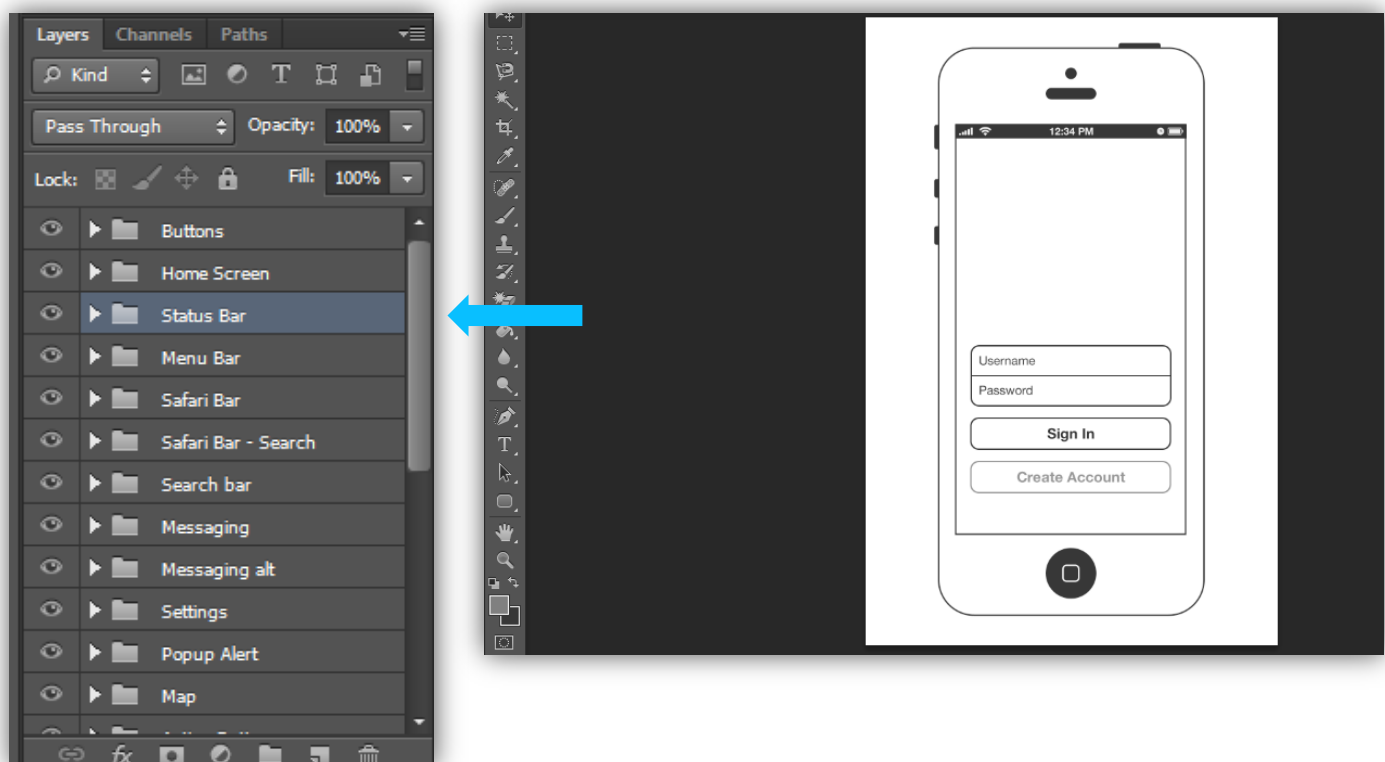 Layers Channels Paths
Kind
Pass Through Opacity: 100%
Lock: Fill: 100%
Buttons
Home Screen
Status Bar
Menu Bar
Safari Bar
Safari Bar - Search
Search bar
Messaging
Messaging alt
Settings
Popup Alert
Map
fx
T
12:34 PM
Username
Password
Sign In
Create Account